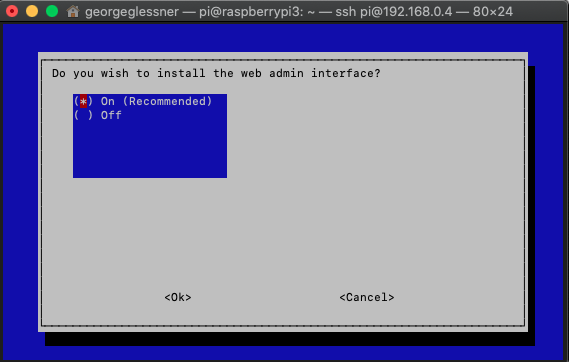 georgeglessner — pi@raspberrypi3: ~ — ssh pi@192.168.0.4 — 80×24
Do you wish to install the web admin interface?
(*) On (Recommended)
( ) Off
<Ok> <Cancel>